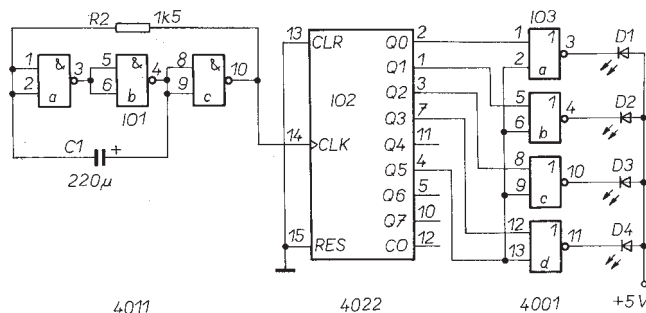 R2 1k5
1 2 & a 3
5 6 & b 4
8 9 & c 10
IO1
C1 +
220µ
4011
13 CLR
14 CLK
15 RES
IO2
Q0 2
Q1 1
Q2 3
Q3 7
Q4 11
Q5 4
Q6 5
Q7 10
CO 12
4022
IO3
1 2 1 a 3 D1
5 6 1 b 4 D2
8 9 1 c 10 D3
12 13 1 d 11 D4
+5V
4001